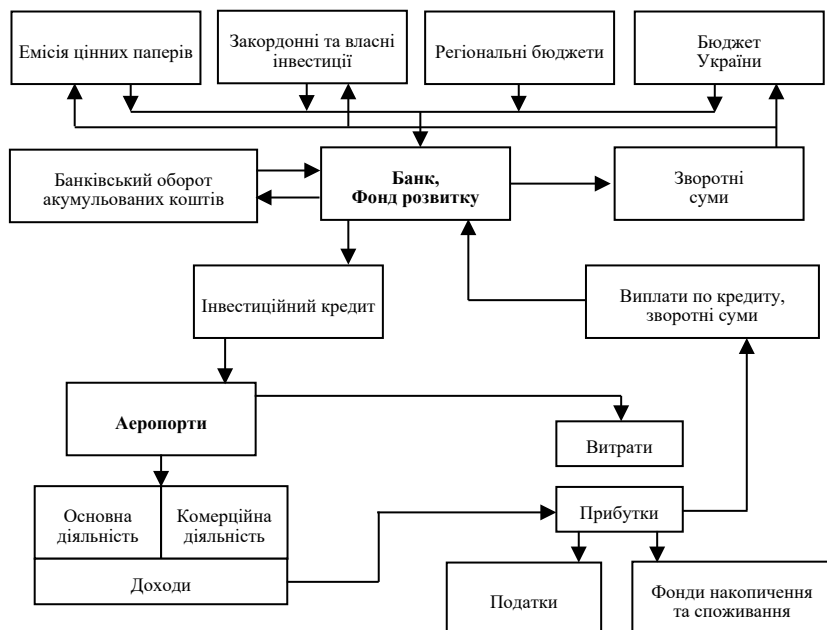 Емісія цінних паперів
Закордонні та власні
інвестиції
Регіональні бюджети
Бюджет
України
Банківський оборот
акумульованих коштів
Банк,
Фонд розвитку
Зворотні
суми
Інвестиційний кредит
Виплати по кредиту,
зворотні суми
Аеропорти
Витрати
Основна
діяльність
Комерційна
діяльність
Прибутки
Доходи
Податки
Фонди накопичення
та споживання